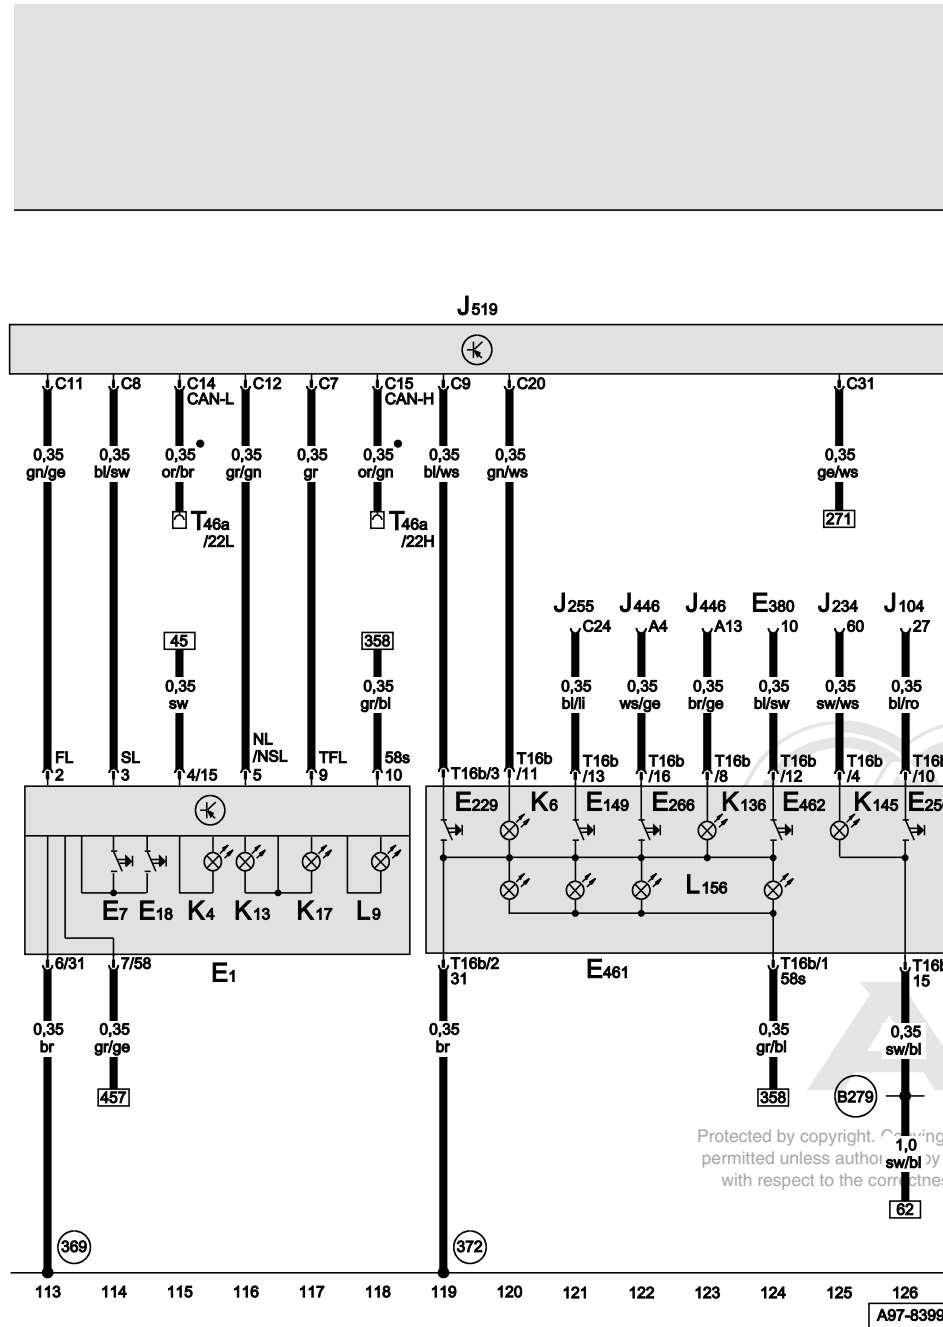 J519
C11 C8 C14 C12 C7 C15 C9 C20 C31
CAN-L CAN-H
0,35 0,35 0,35 0,35 0,35 0,35 0,35 0,35 0,35
gn/ge bl/sw or/br gr/gn gr or/gn bl/ws gn/ws ge/ws
271
T46a T46a
/22L /22H
J255 J446 J446 E380 J234 J104
C24 A4 A13 10 60 27
45 358
0,35 0,35 0,35 0,35 0,35 0,35 0,35 0,35
sw gr/bl bl/li ws/ge br/ge bl/sw sw/ws bl/ro
NL
FL SL /NSL TFL 58s T16b T16b T16b T16b T16b T16b
2 3 4/15 5 9 10 T16b/3 /11 /13 /16 /8 /12 /4 /10
E229 K6 E149 E266 K136 E462 K145
L156
E7 E18 K4 K13 K17 L9
6/31 7/58 E1 T16b/2 E461 T16b/1
31 58s 15
0,35 0,35 0,35 0,35 0,35
br gr/ge br gr/bl sw/bl
457 358 B279
Protected by copyright.
permitted unless
with respect to the
1,0
sw/bl
62
369 372
113 114 115 116 117 118 119 120 121 122 123 124 125 126
A97-8399